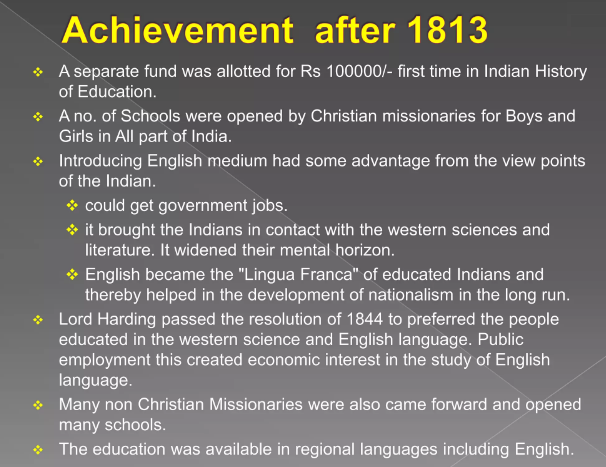 Achievement after 1813
A separate fund was allotted for Rs 100000/- first time in Indian History
of Education.
A no. of Schools were opened by Christian missionaries for Boys and
Girls in All part of India.
Introducing English medium had some advantage from the view points
of the Indian.
could get government jobs.
it brought the Indians in contact with the western sciences and
literature. It widened their mental horizon.
English became the "Lingua Franca" of educated Indians and
thereby helped in the development of nationalism in the long run.
Lord Harding passed the resolution of 1844 to preferred the people
educated in the western science and English language. Public
employment this created economic interest in the study of English
language.
Many non Christian Missionaries were also came forward and opened
many schools.
The education was available in regional languages including English.